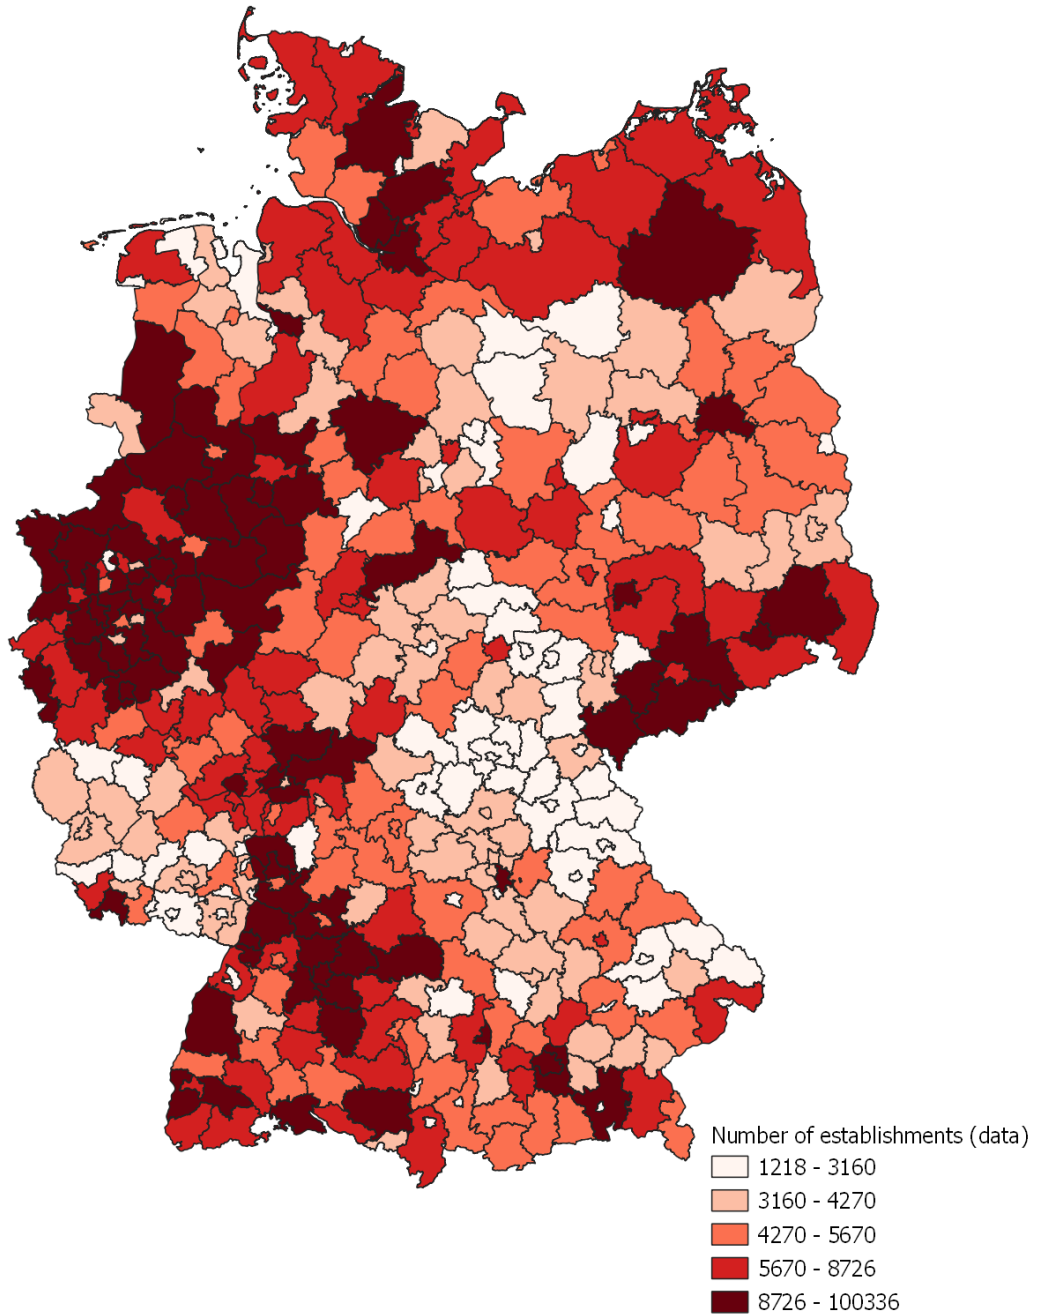 Number of establishments (data)
1218 - 3160
3160 - 4270
4270 - 5670
5670 - 8726
8726 - 100336